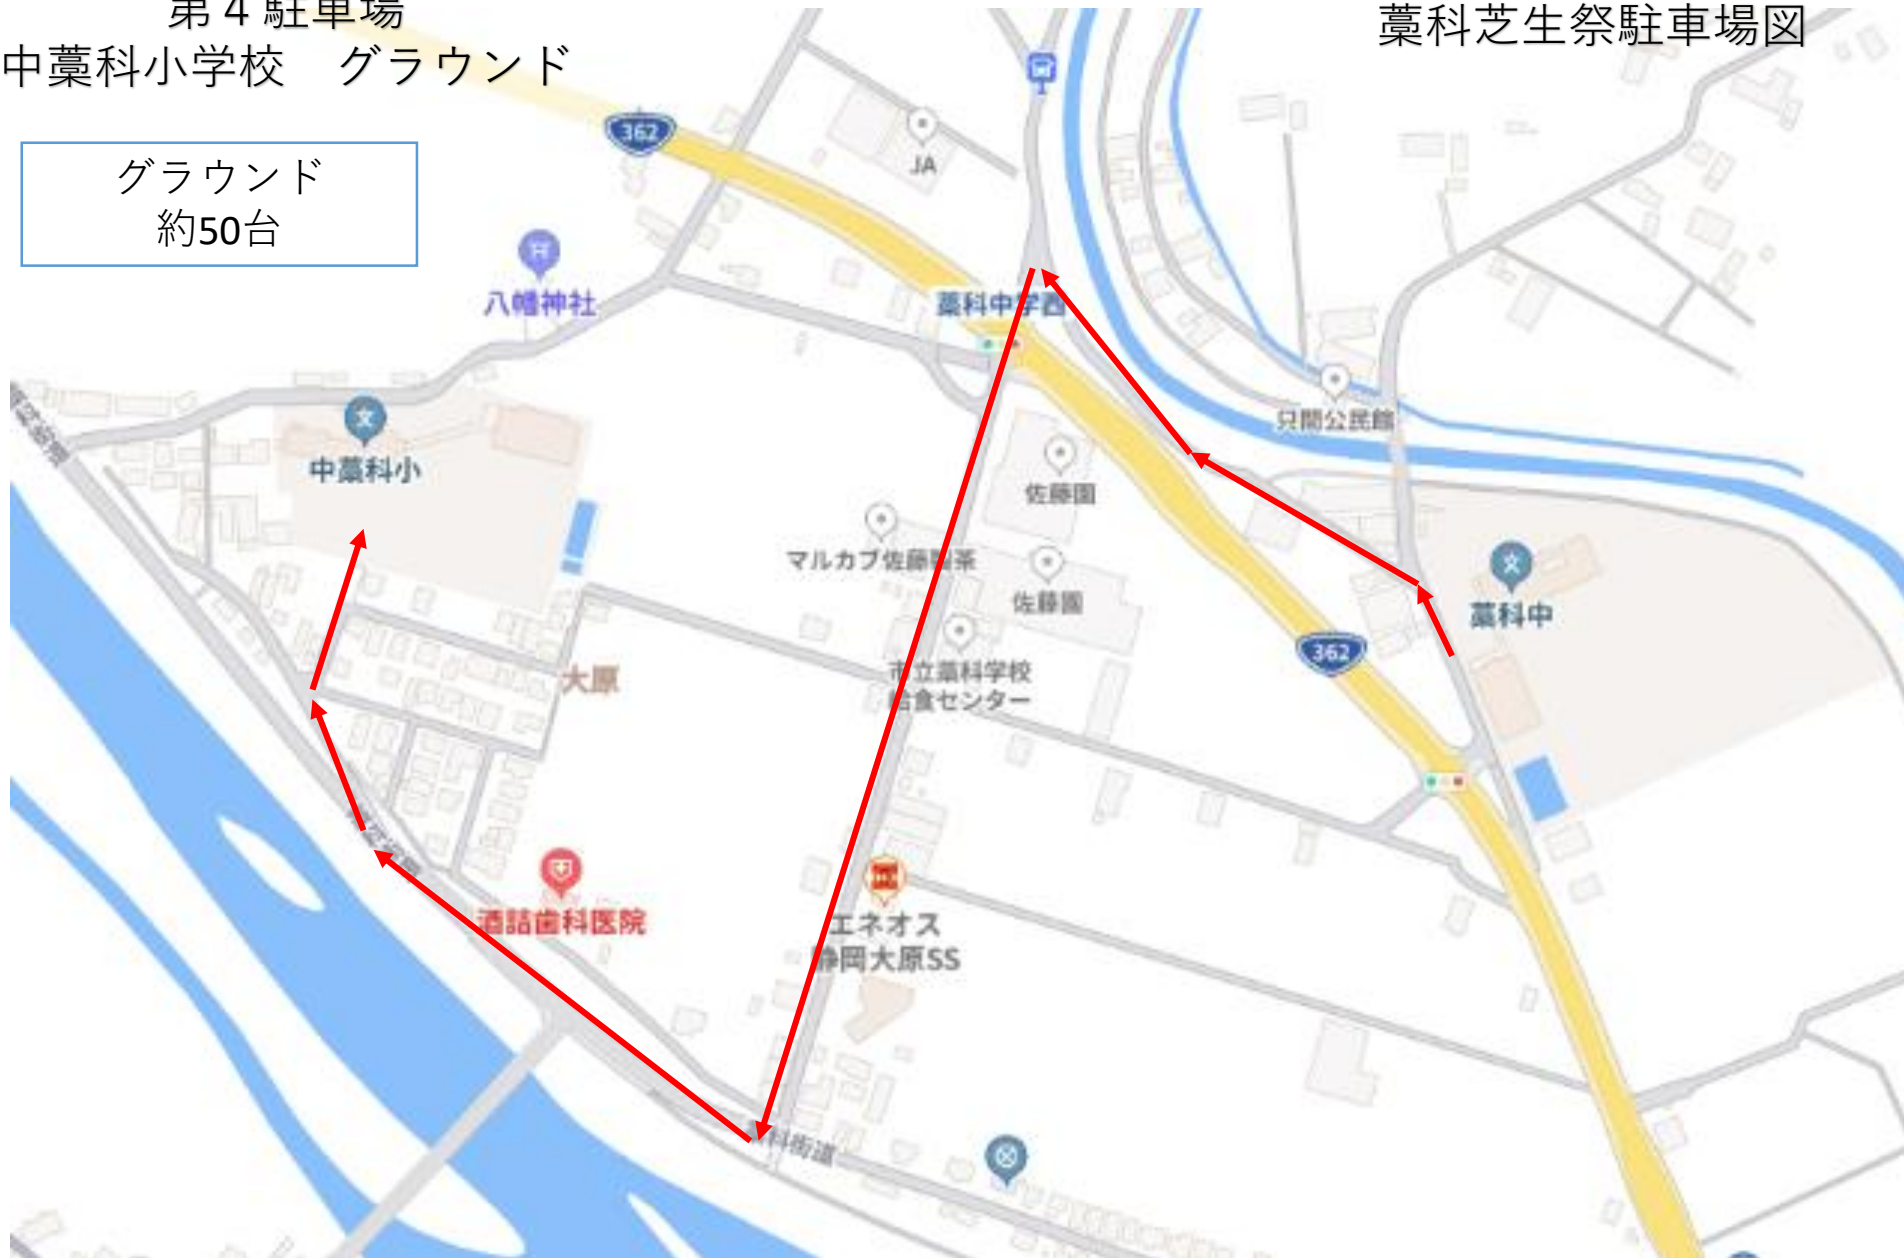 第４駐車場
中藁科小学校　グラウンド
藁科芝生祭駐車場図
グラウンド
約50台
362
JA
八幡神社
藁科中学西
只間公民館
中藁科小
佐藤園
マルカブ佐藤製茶
佐藤園
藁科中
362
市立藁科学校
給食センター
大原
酒詰歯科医院
エネオス
静岡大原SS
藁科街道